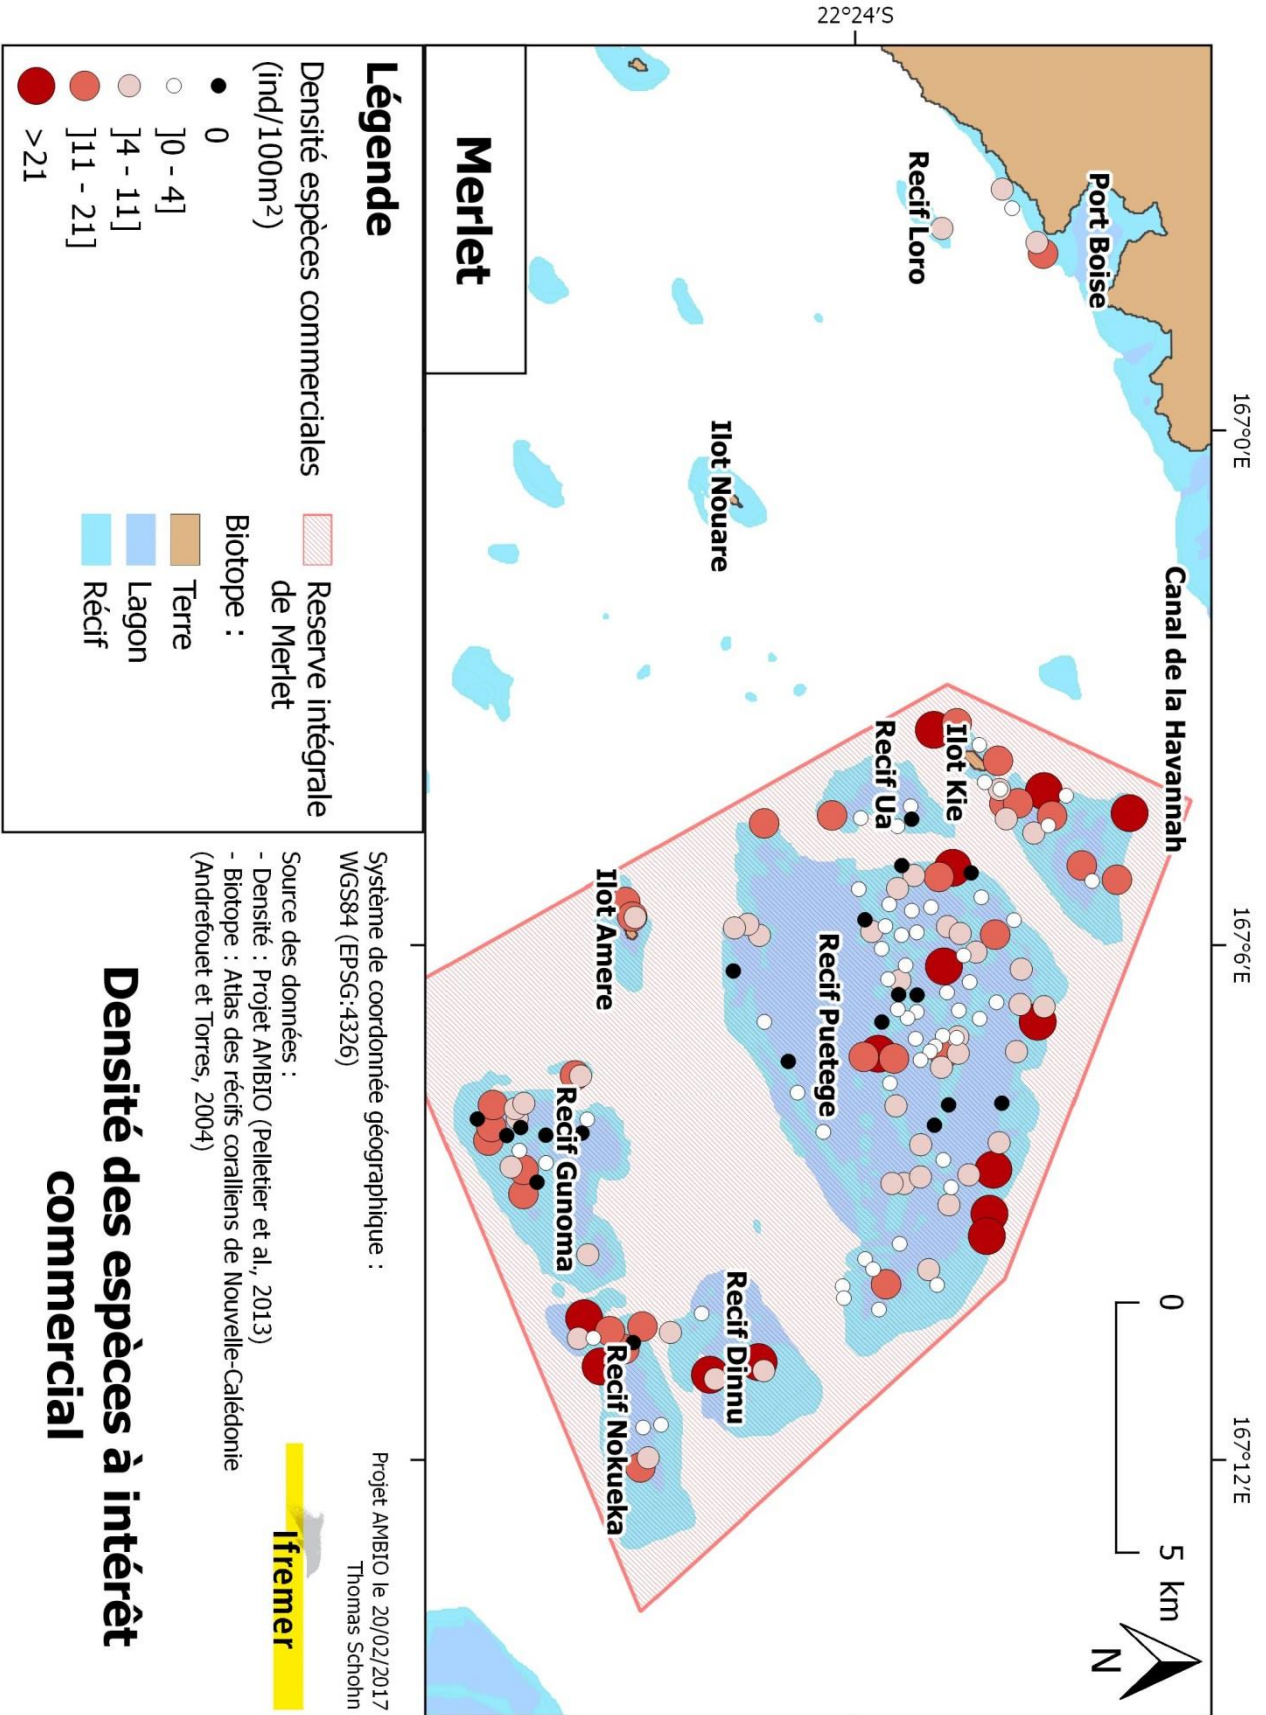 167°0'E
167°6'E
167°12'E
22°24'S
Canal de la Havannah
0
5 km
N
Port Boise
Recif Loro
Ilot Kie
Recif Ua
Ilot Nouare
Recif Puetege
Recif Dinnu
Ilot Amere
Recif Nokueka
Recif Gunoma
Merlet
Légende
Densité espèces commerciales
(ind/100m²)
0
]0 - 4]
]4 - 11]
]11 - 21]
>21
Reserve intégrale
de Merlet
Biotope :
Terre
Lagon
Récif
Système de coordonnée géographique :
WGS84 (EPSG:4326)
Source des données :
- Densité : Projet AMBIO (Pelletier et al., 2013)
- Biotope : Atlas des récifs coralliens de Nouvelle-Calédonie
(Andrefouet et Torres, 2004)
Projet AMBIO le 20/02/2017
Thomas Schohn
Ifremer
Densité des espèces à intérêt
commercial